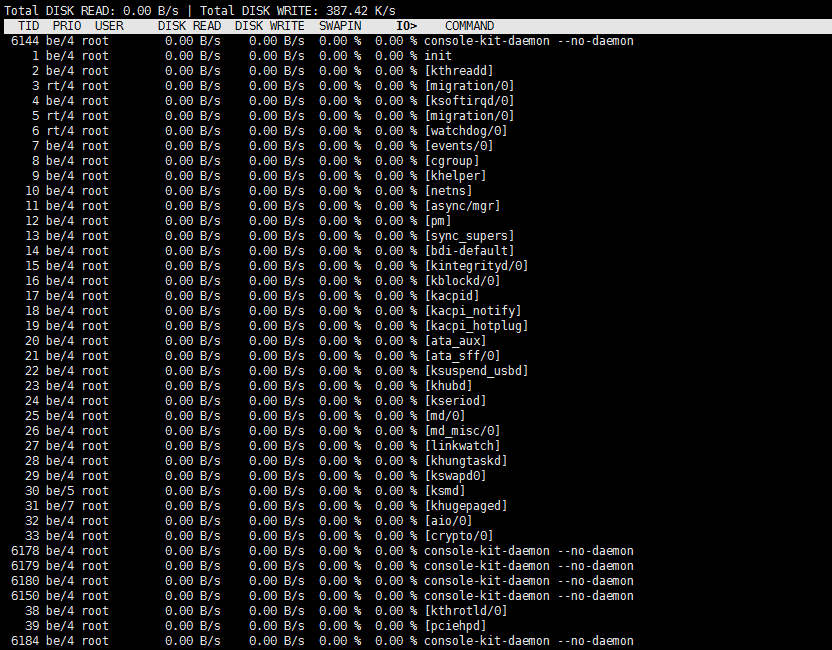 Total DISK READ: 0.00 B/s | Total DISK WRITE: 387.42 K/s
TID PRIO USER DISK READ DISK WRITE SWAPIN IO> COMMAND
6144 be/4 root 0.00 B/s 0.00 B/s 0.00 % 0.00 % console-kit-daemon --no-daemon
1 be/4 root 0.00 B/s 0.00 B/s 0.00 % 0.00 % init
2 be/4 root 0.00 B/s 0.00 B/s 0.00 % 0.00 % [kthreadd]
3 rt/4 root 0.00 B/s 0.00 B/s 0.00 % 0.00 % [migration/0]
4 be/4 root 0.00 B/s 0.00 B/s 0.00 % 0.00 % [ksoftirqd/0]
5 rt/4 root 0.00 B/s 0.00 B/s 0.00 % 0.00 % [migration/0]
6 rt/4 root 0.00 B/s 0.00 B/s 0.00 % 0.00 % [watchdog/0]
7 be/4 root 0.00 B/s 0.00 B/s 0.00 % 0.00 % [events/0]
8 be/4 root 0.00 B/s 0.00 B/s 0.00 % 0.00 % [cgroup]
9 be/4 root 0.00 B/s 0.00 B/s 0.00 % 0.00 % [khelper]
10 be/4 root 0.00 B/s 0.00 B/s 0.00 % 0.00 % [netns]
11 be/4 root 0.00 B/s 0.00 B/s 0.00 % 0.00 % [async/mgr]
12 be/4 root 0.00 B/s 0.00 B/s 0.00 % 0.00 % [pm]
13 be/4 root 0.00 B/s 0.00 B/s 0.00 % 0.00 % [sync_supers]
14 be/4 root 0.00 B/s 0.00 B/s 0.00 % 0.00 % [bdi-default]
15 be/4 root 0.00 B/s 0.00 B/s 0.00 % 0.00 % [kintegrityd/0]
16 be/4 root 0.00 B/s 0.00 B/s 0.00 % 0.00 % [kblockd/0]
17 be/4 root 0.00 B/s 0.00 B/s 0.00 % 0.00 % [kacpid]
18 be/4 root 0.00 B/s 0.00 B/s 0.00 % 0.00 % [kacpi_notify]
19 be/4 root 0.00 B/s 0.00 B/s 0.00 % 0.00 % [kacpi_hotplug]
20 be/4 root 0.00 B/s 0.00 B/s 0.00 % 0.00 % [ata_aux]
21 be/4 root 0.00 B/s 0.00 B/s 0.00 % 0.00 % [ata_sff/0]
22 be/4 root 0.00 B/s 0.00 B/s 0.00 % 0.00 % [ksuspend_usbd]
23 be/4 root 0.00 B/s 0.00 B/s 0.00 % 0.00 % [khubd]
24 be/4 root 0.00 B/s 0.00 B/s 0.00 % 0.00 % [kseriod]
25 be/4 root 0.00 B/s 0.00 B/s 0.00 % 0.00 % [md/0]
26 be/4 root 0.00 B/s 0.00 B/s 0.00 % 0.00 % [md_misc/0]
27 be/4 root 0.00 B/s 0.00 B/s 0.00 % 0.00 % [linkwatch]
28 be/4 root 0.00 B/s 0.00 B/s 0.00 % 0.00 % [khungtaskd]
29 be/4 root 0.00 B/s 0.00 B/s 0.00 % 0.00 % [kswapd0]
30 be/5 root 0.00 B/s 0.00 B/s 0.00 % 0.00 % [ksmd]
31 be/7 root 0.00 B/s 0.00 B/s 0.00 % 0.00 % [khugepaged]
32 be/4 root 0.00 B/s 0.00 B/s 0.00 % 0.00 % [aio/0]
33 be/4 root 0.00 B/s 0.00 B/s 0.00 % 0.00 % [crypto/0]
6178 be/4 root 0.00 B/s 0.00 B/s 0.00 % 0.00 % console-kit-daemon --no-daemon
6179 be/4 root 0.00 B/s 0.00 B/s 0.00 % 0.00 % console-kit-daemon --no-daemon
6180 be/4 root 0.00 B/s 0.00 B/s 0.00 % 0.00 % console-kit-daemon --no-daemon
6150 be/4 root 0.00 B/s 0.00 B/s 0.00 % 0.00 % console-kit-daemon --no-daemon
38 be/4 root 0.00 B/s 0.00 B/s 0.00 % 0.00 % [kthrotld/0]
39 be/4 root 0.00 B/s 0.00 B/s 0.00 % 0.00 % [pciehpd]
6184 be/4 root 0.00 B/s 0.00 B/s 0.00 % 0.00 % console-kit-daemon --no-daemon